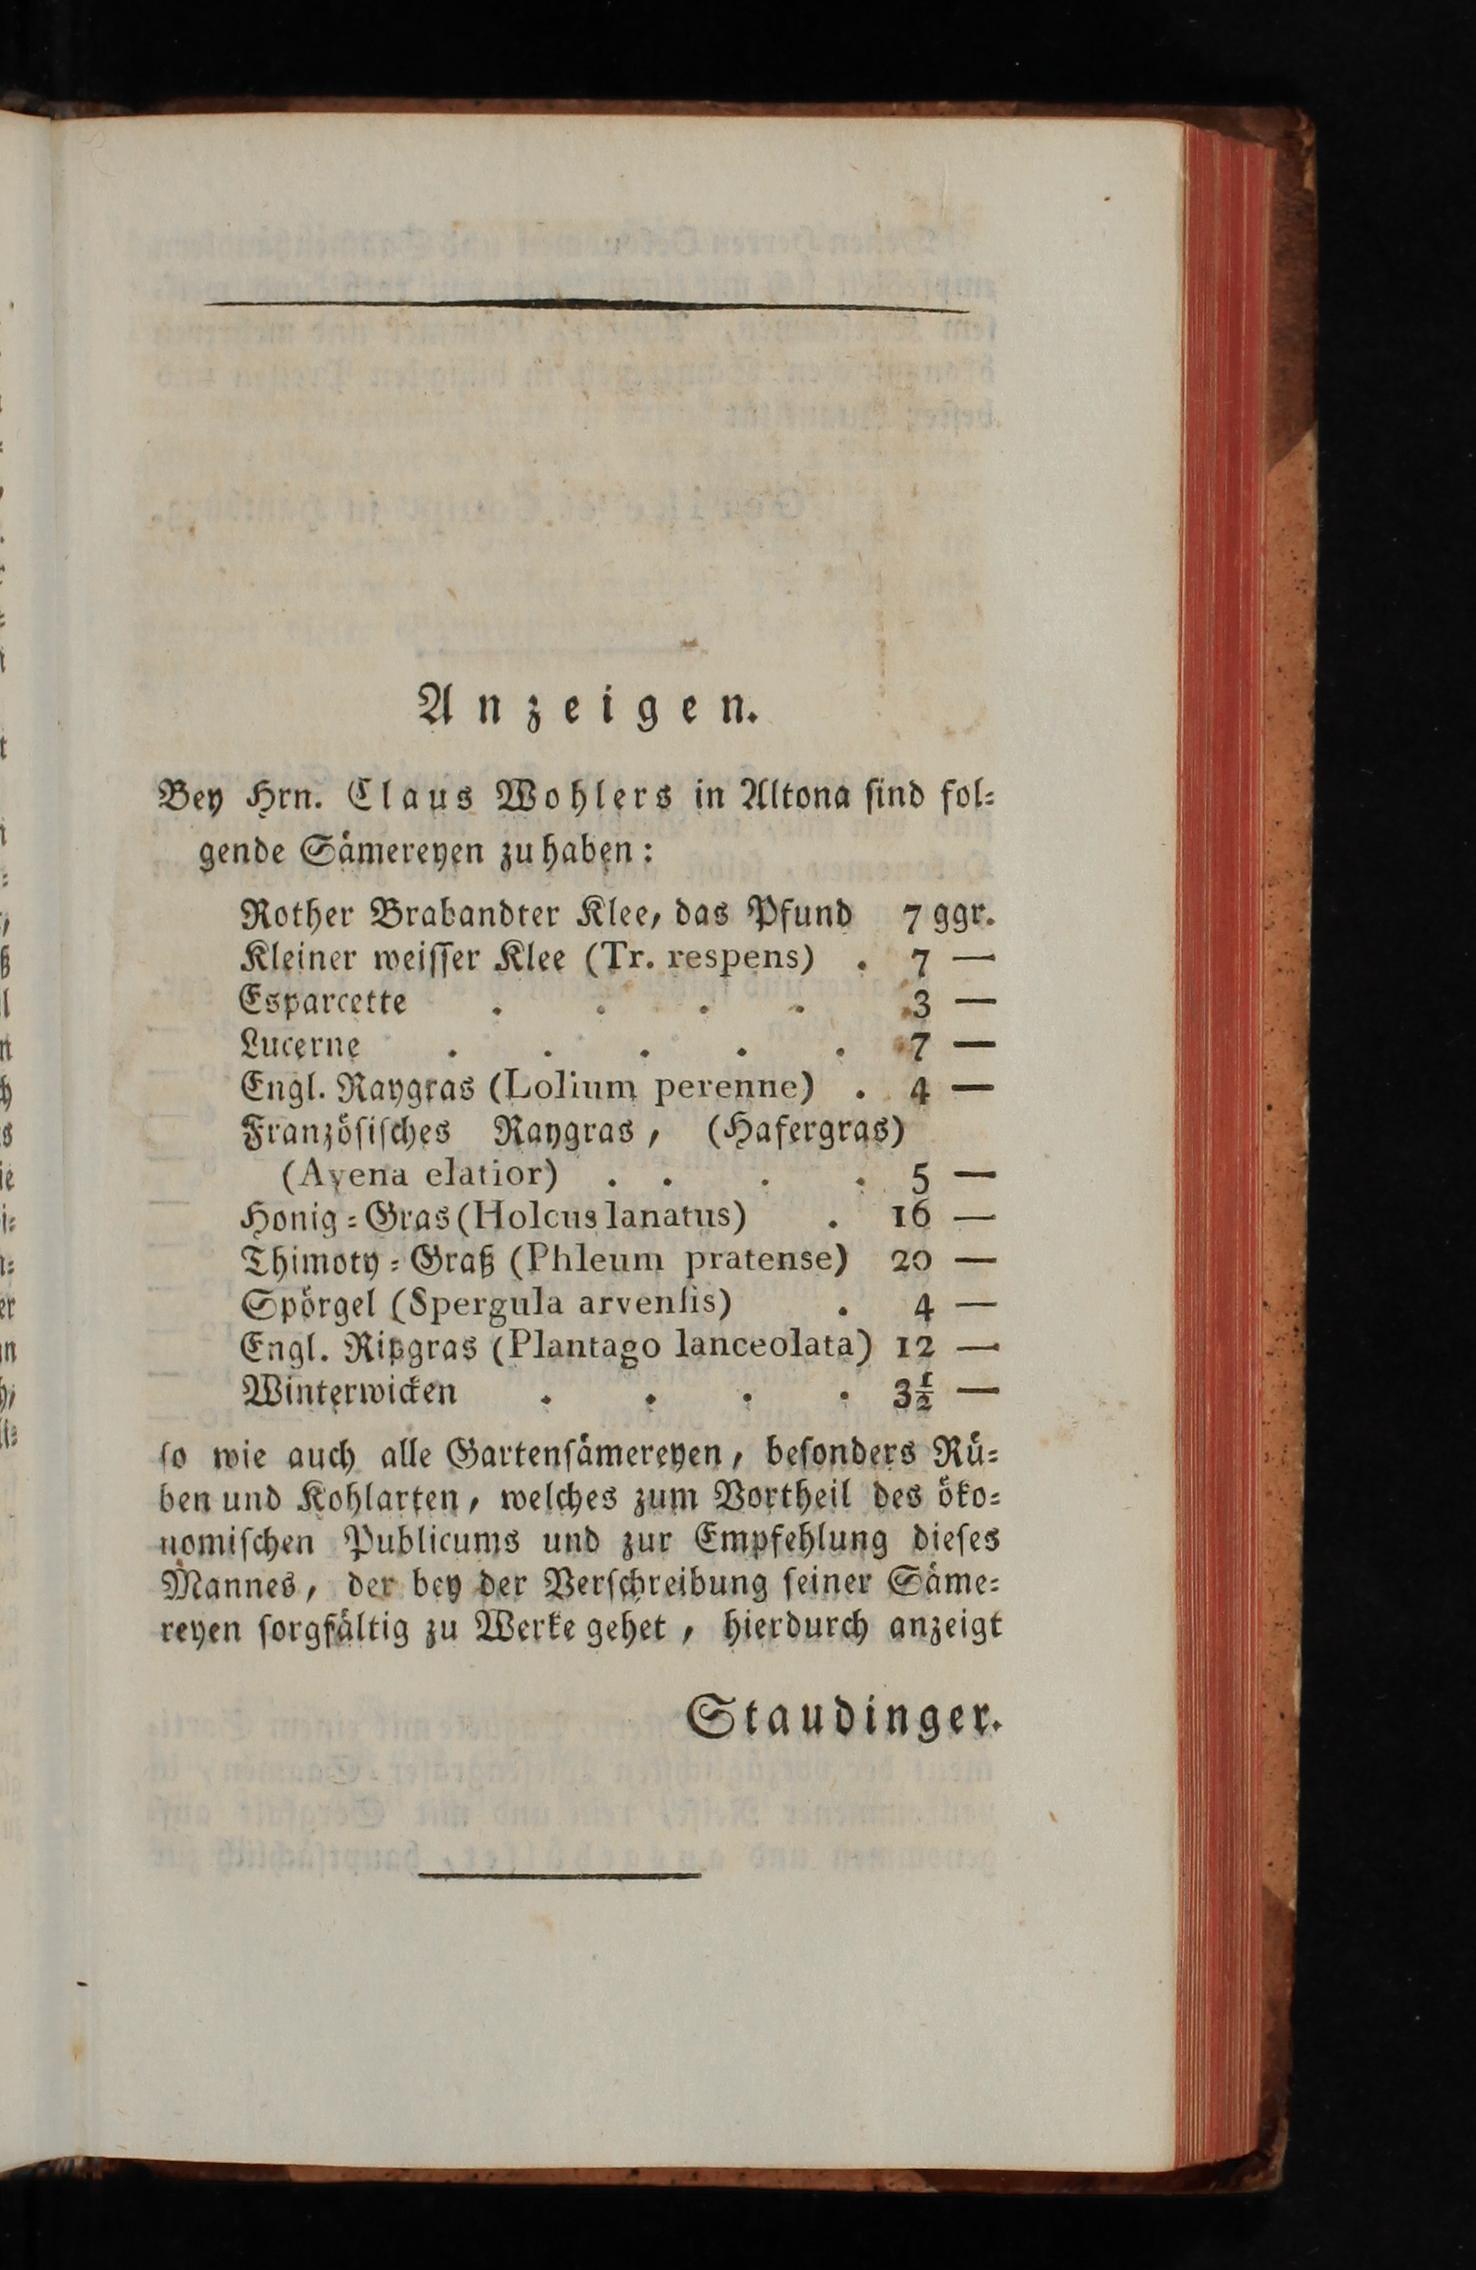 Anzeigen.
Bey Hrn. Claus Wohlers in Altona ſind fol⸗
gende Sämereyen zu haben:
Rother Brabandter Klee, das Pfund 7 ggr.
Kleiner weiſſer Klee (Tr. respens) . 7 —
Esparcette . . . . 3 —
Lucerne . . . . . 7 —
Engl. Raygras (Lolium perenne) . 4 —
Franzöſiſches Raygras, (Hafergras)
(Avena elatior) . . . . 5 —
Honig⸗Gras (Holcus lanatus) . 16 —
Thimoty⸗Graß (Phleum pratense) 20 —
Spörgel (Spergula arvenſis) . 4 —
Engl. Ripgras (Plantago lanceolata) 12 —
Winterwicken . . . . 3½ —
ſo wie auch alle Gartenſämereyen, beſonders Rü⸗
ben und Kohlarten, welches zum Vortheil des öko⸗
nomiſchen Publicums und zur Empfehlung dieſes
Mannes, der bey der Verſchreibung ſeiner Säme⸗
reyen ſorgfältig zu Werke gehet, hierdurch anzeigt
Staudinger.